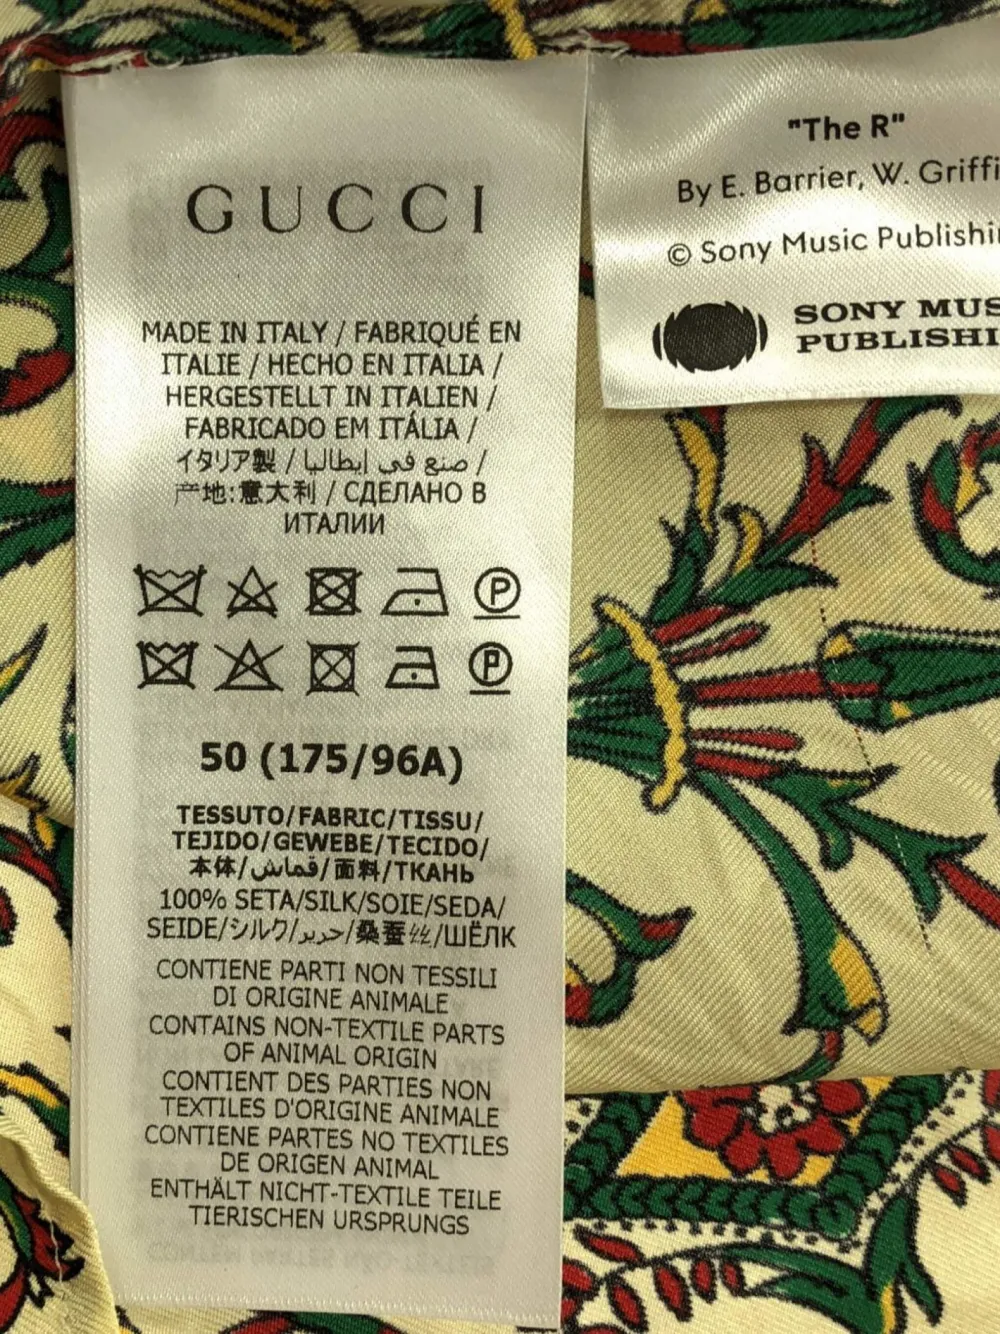 GUCCI
MADE IN ITALY / FABRIQUÉ EN
ITALIE / HECHO EN ITALIA /
HERGESTELLT IN ITALIEN /
FABRICADO EM ITÁLIA /
イタリア製 / صنع في إيطاليا /
产地:意大利 / СДЕЛАНО В
ИТАЛИИ
P
P
50 (175/96A)
TESSUTO/FABRIC/TISSU/
TEJIDO/GEWEBE/TECIDO/
本体/قماش/面料/ТКАНЬ
100% SETA/SILK/SOIE/SEDA/
SEIDE/シルク/حرير/桑蚕丝/ШЁЛК
CONTIENE PARTI NON TESSILI
DI ORIGINE ANIMALE
CONTAINS NON-TEXTILE PARTS
OF ANIMAL ORIGIN
CONTIENT DES PARTIES NON
TEXTILES D'ORIGINE ANIMALE
CONTIENE PARTES NO TEXTILES
DE ORIGEN ANIMAL
ENTHÄLT NICHT-TEXTILE TEILE
TIERISCHEN URSPRUNGS
"The R"
By E. Barrier, W. Griffi
© Sony Music Publishin
SONY MUS
PUBLISHI